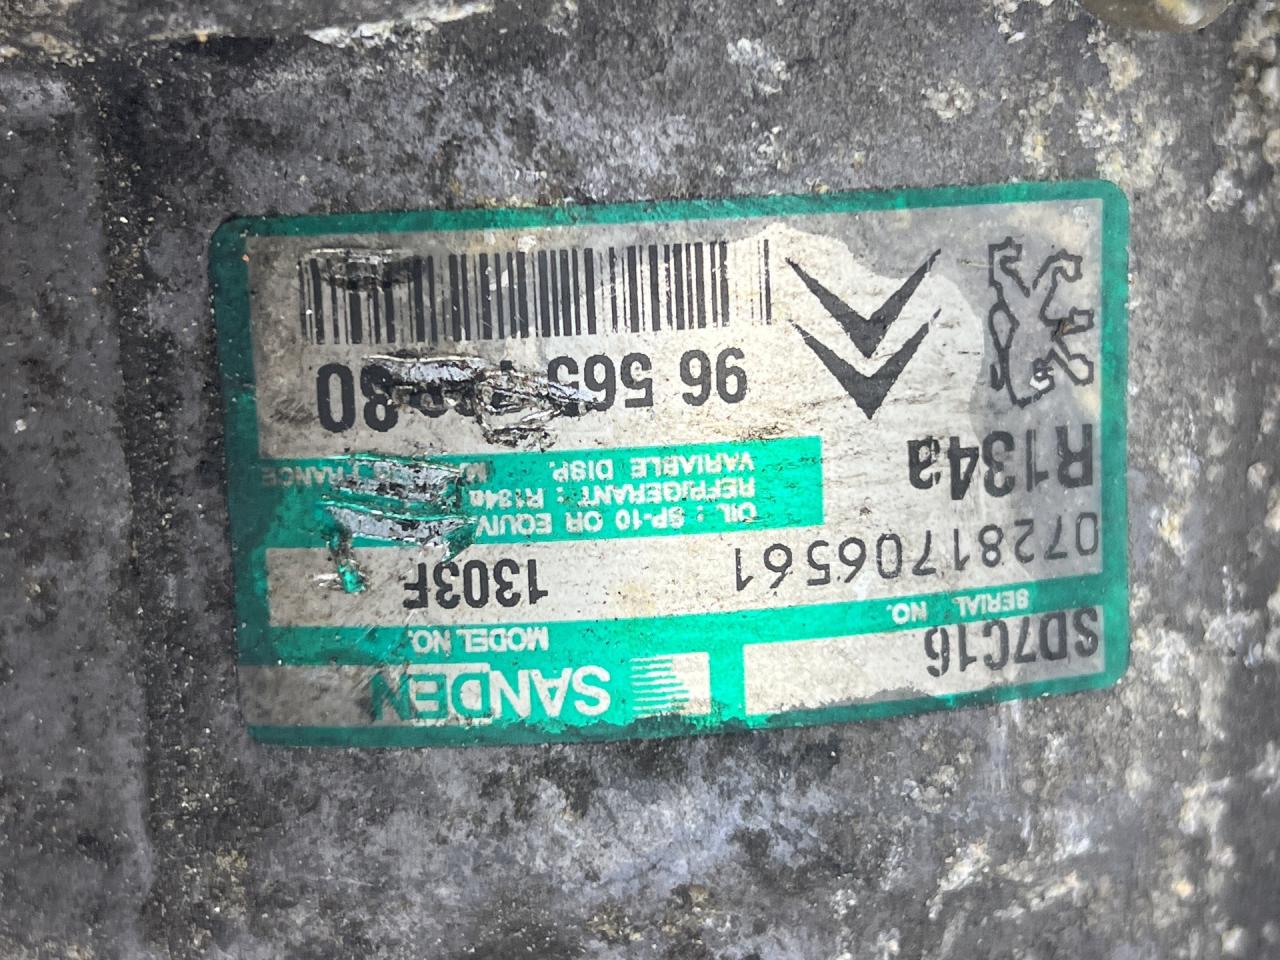 SANDEN
SD7C16
MODEL NO.
SERIAL NO.
1303F
07281706561
OIL : SP-10 OR EQUIV
REFRIGERANT : R134a
VARIABLE DISP.
FRANCE
R134a
96 565 80